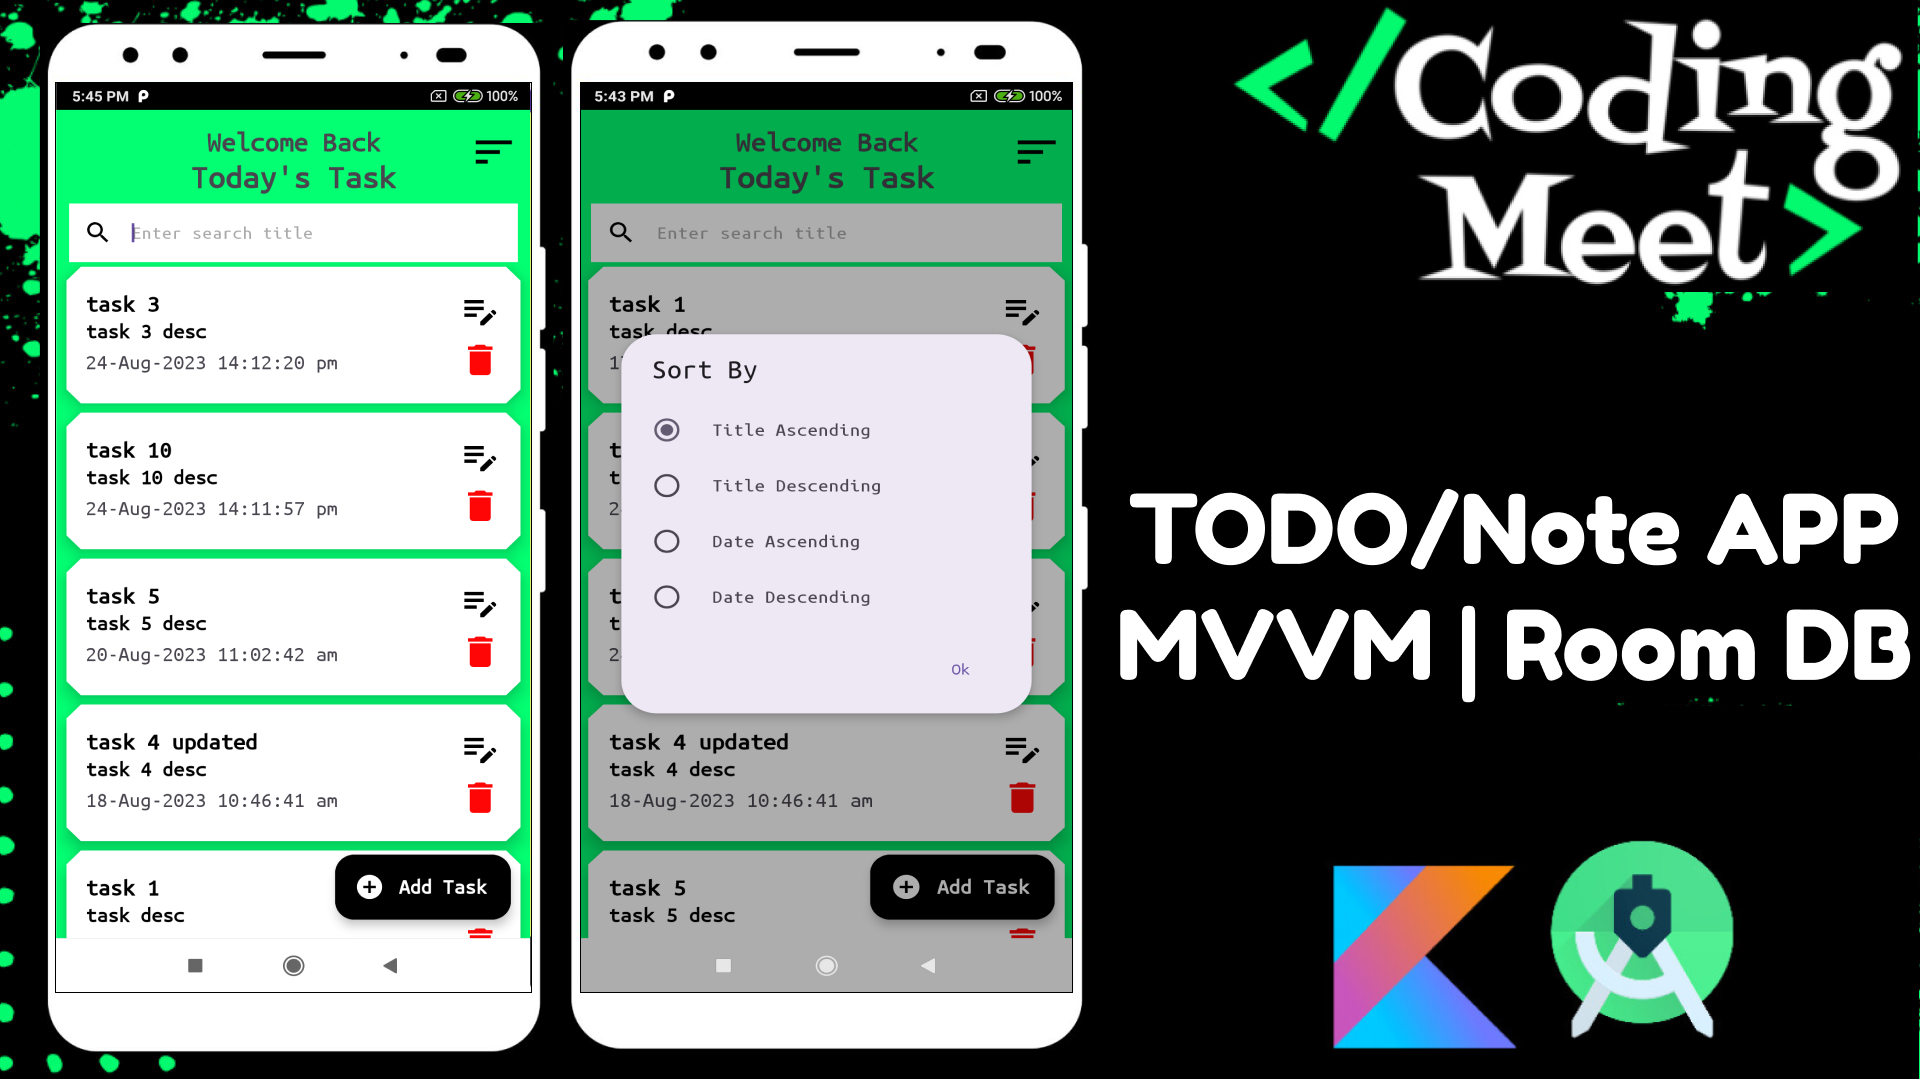 5:45 PM
100%
Welcome Back
Today's Task
Enter search title
task 3
task 3 desc
24-Aug-2023 14:12:20 pm
task 10
task 10 desc
24-Aug-2023 14:11:57 pm
task 5
task 5 desc
20-Aug-2023 11:02:42 am
task 4 updated
task 4 desc
18-Aug-2023 10:46:41 am
task 1
task desc
Add Task
5:43 PM
100%
Welcome Back
Today's Task
Enter search title
task 1
task desc
Sort By
Title Ascending
Title Descending
Date Ascending
Date Descending
Ok
task 4 updated
task 4 desc
18-Aug-2023 10:46:41 am
task 5
task 5 desc
Add Task
</Coding
Meet>
TODO/Note APP
MVVM | Room DB